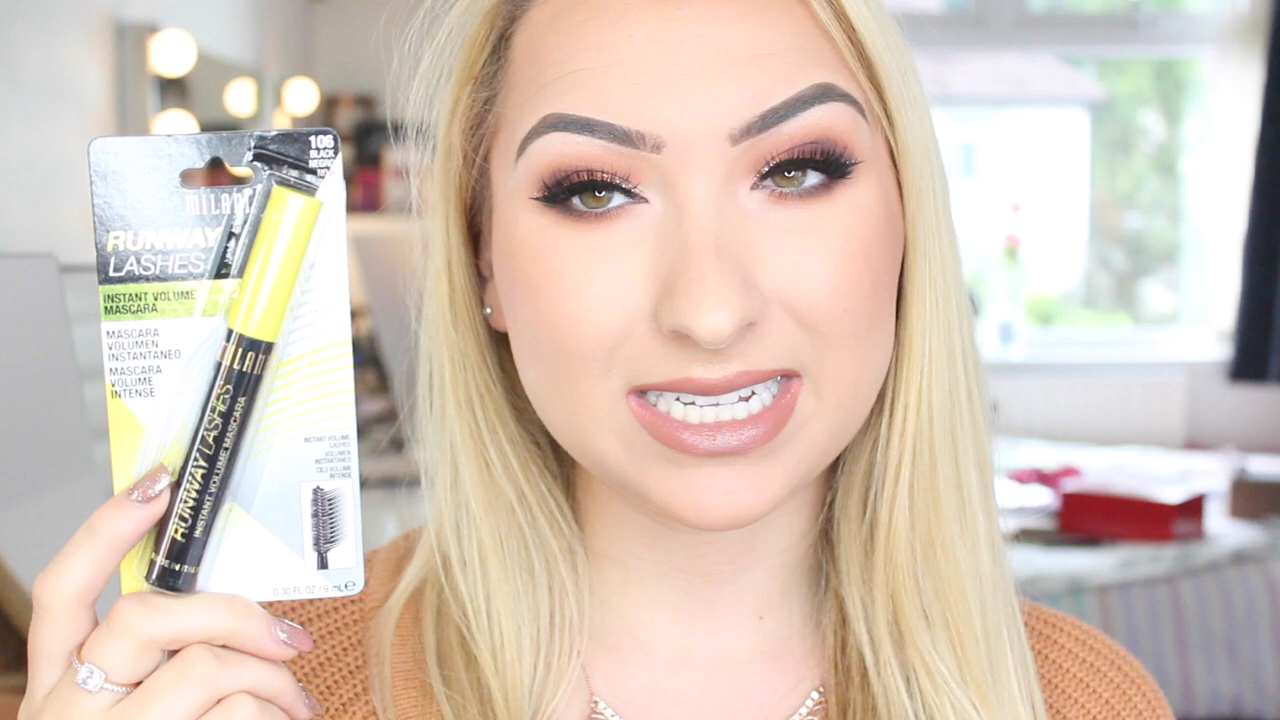 106
BLACK
NEGRO
MILANI
RUNWAY
LASHES
INSTANT VOLUME
MASCARA
MASCARA
VOLUMEN
INSTANTANEO
MASCARA
VOLUME
INTENSE
MILANI
RUNWAY LASHES
INSTANT VOLUME MASCARA
INSTANT VOLUME
LASHES
VOLUMEN
INSTANTANEO
CILS VOLUME
INTENSE
0.30 FL. OZ. / 9 mL e